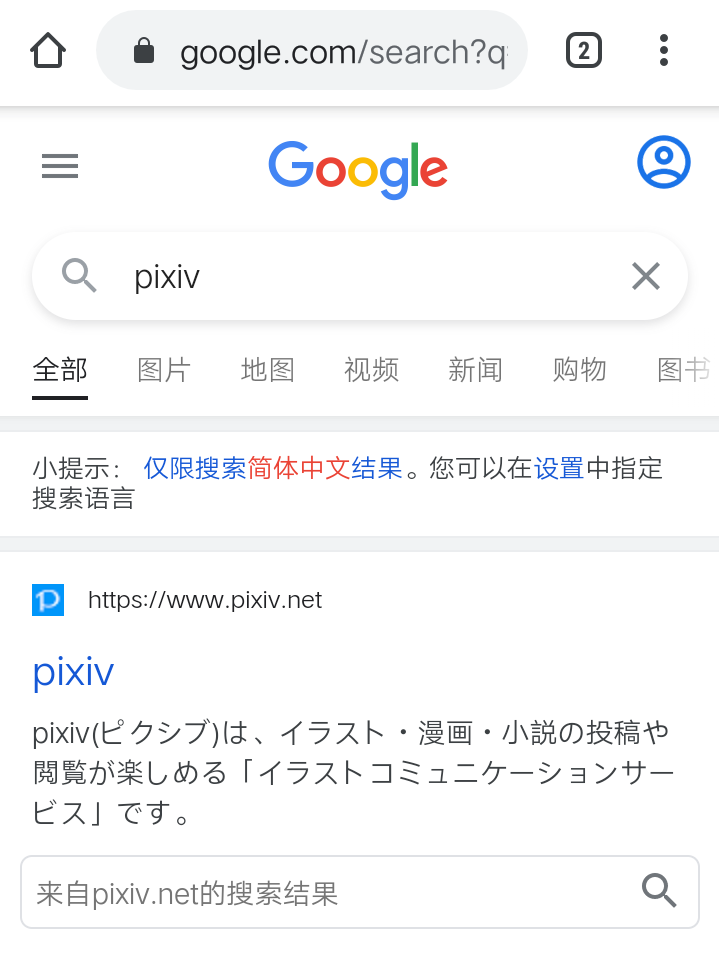 google.com/search?q
2
Google
pixiv
全部 图片 地图 视频 新闻 购物 图书
小提示： 仅限搜索简体中文结果。您可以在设置中指定
搜索语言
https://www.pixiv.net
pixiv
pixiv(ピクシブ)は、イラスト・漫画・小説の投稿や
閲覧が楽しめる「イラストコミュニケーションサー
ビス」です。
来自pixiv.net的搜索结果